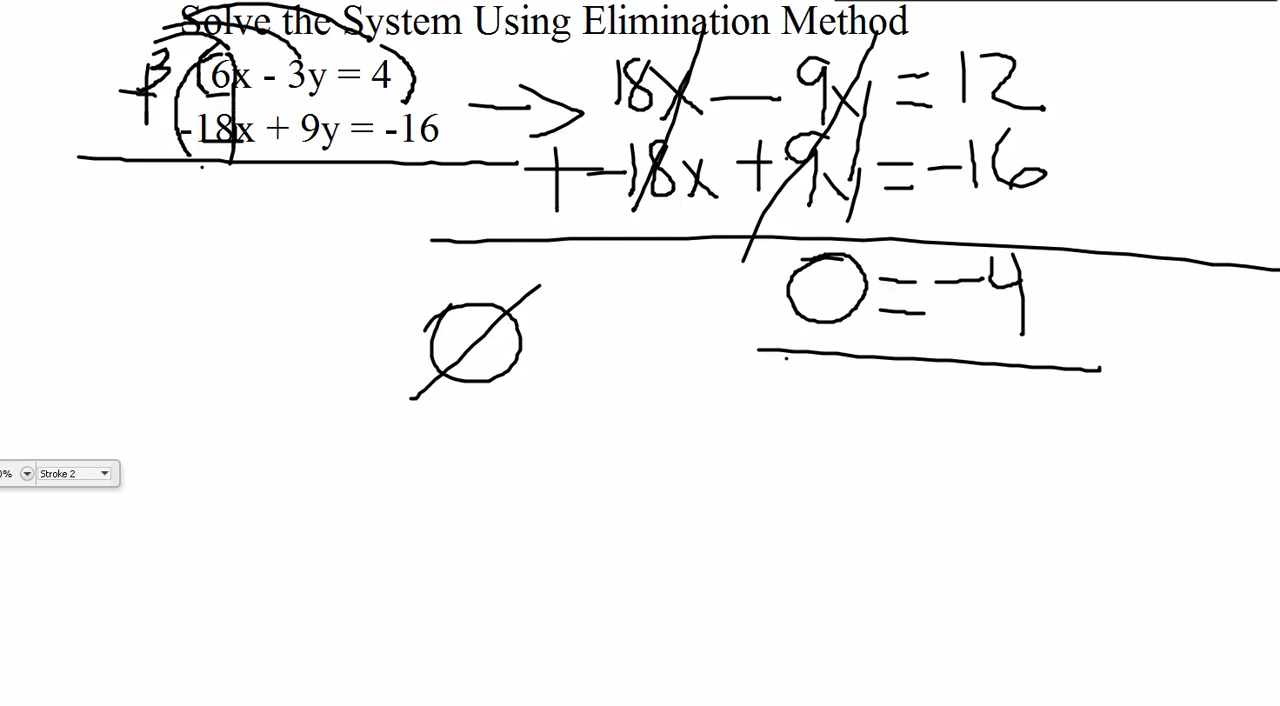 Solve the System Using Elimination Method
3(6x - 3y = 4) -> 18x - 9y = 12
-18x + 9y = -16 + -18x + 9y = -16
0 = -4
∅
Stroke 2